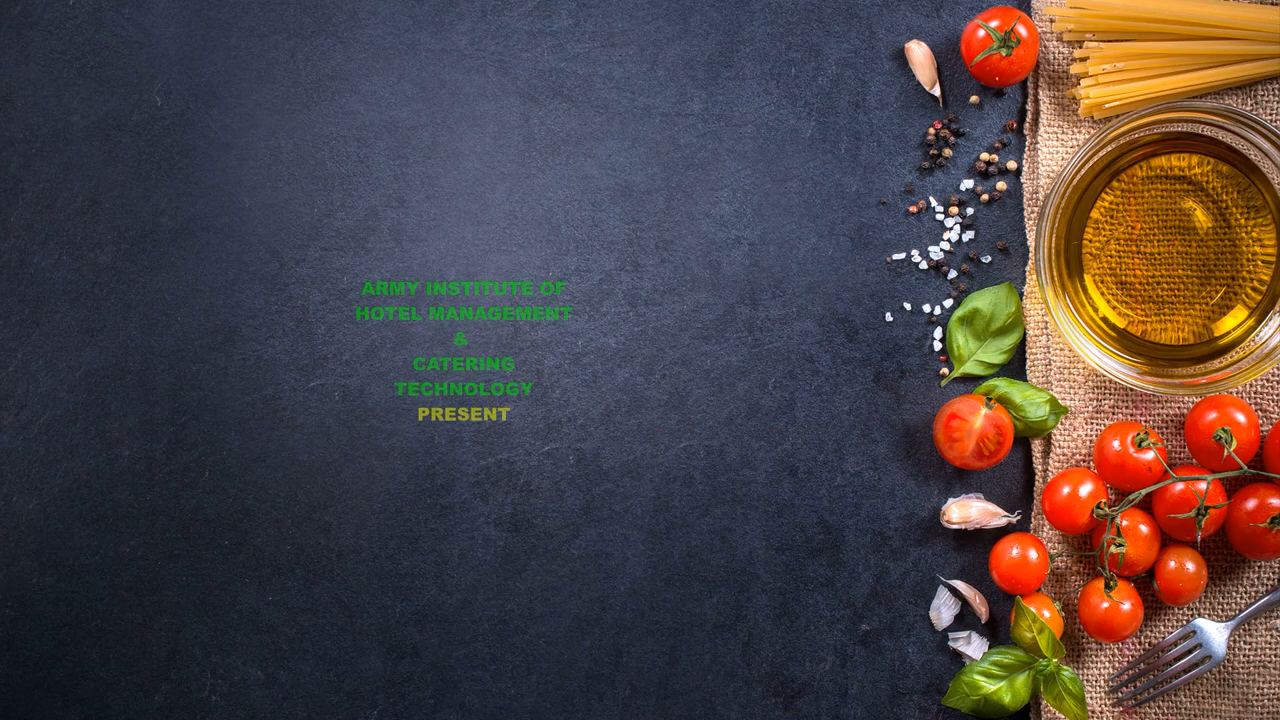 ARMY INSTITUTE OF
HOTEL MANAGEMENT
&
CATERING
TECHNOLOGY
PRESENT